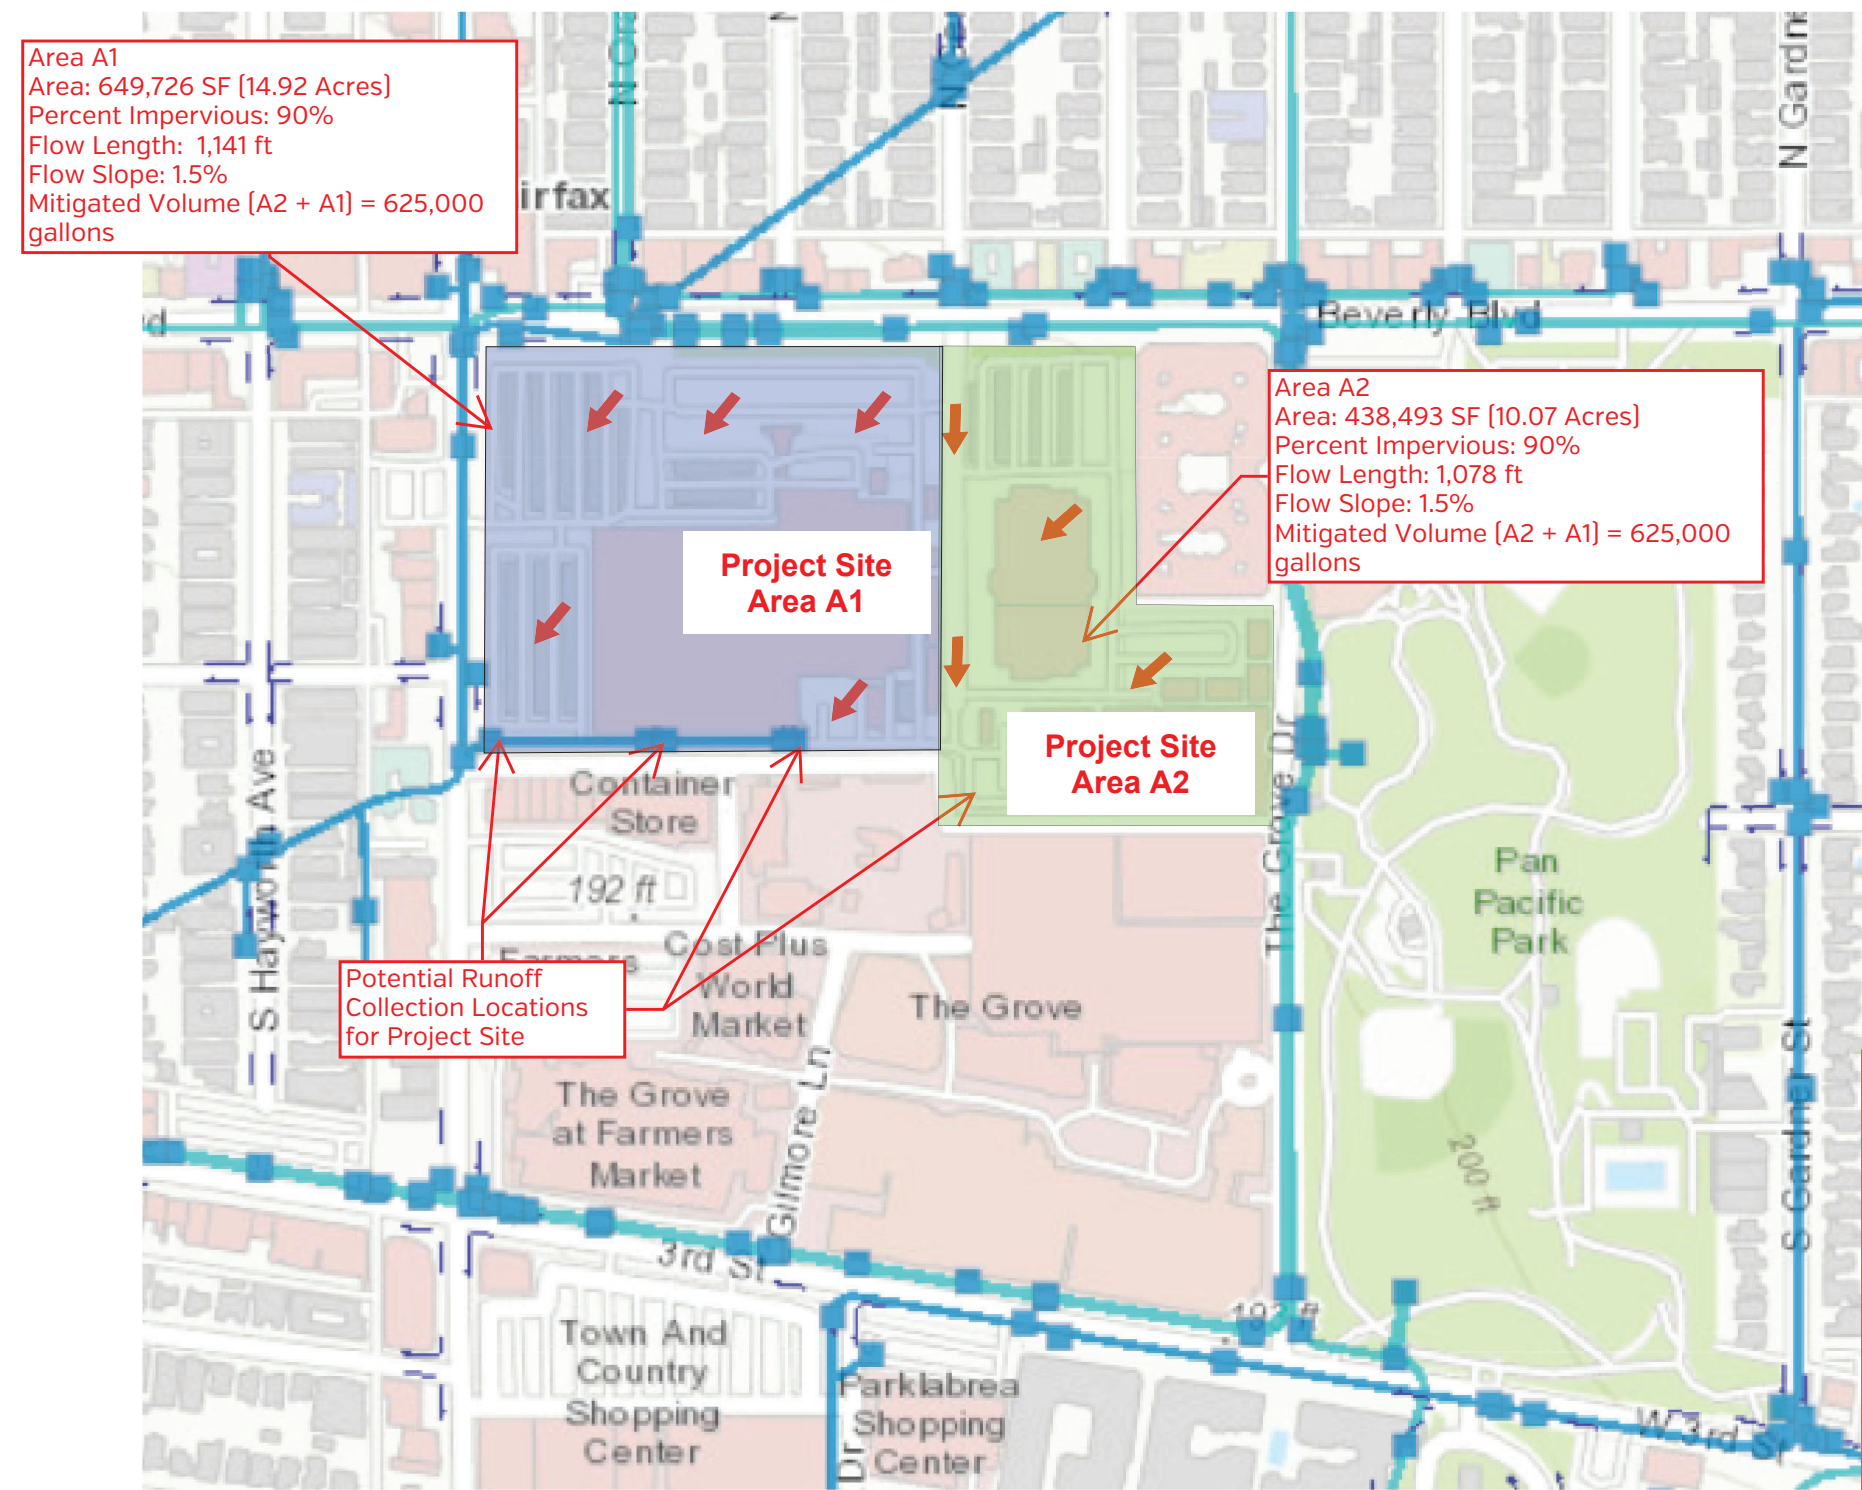 Area A1
Area: 649,726 SF (14.92 Acres)
Percent Impervious: 90%
Flow Length: 1,141 ft
Flow Slope: 1.5%
Mitigated Volume (A2 + A1) = 625,000
gallons
irfax
N Gardne
Beverly Blvd
Area A2
Area: 438,493 SF (10.07 Acres)
Percent Impervious: 90%
Flow Length: 1,078 ft
Flow Slope: 1.5%
Mitigated Volume (A2 + A1) = 625,000
gallons
Project Site
Area A1
Project Site
Area A2
S Hayworth Ave
Container
Store
192 ft
Farmers
Cost Plus
World
Market
The Grove
The Grove Dr
Pan
Pacific
Park
Potential Runoff
Collection Locations
for Project Site
The Grove
at Farmers
Market
Gilmore Ln
200 ft
S Gardner St
3rd St
192 ft
Town And
Country
Shopping
Center
Parklabrea
Shopping
Center
Dr
W 3rd St